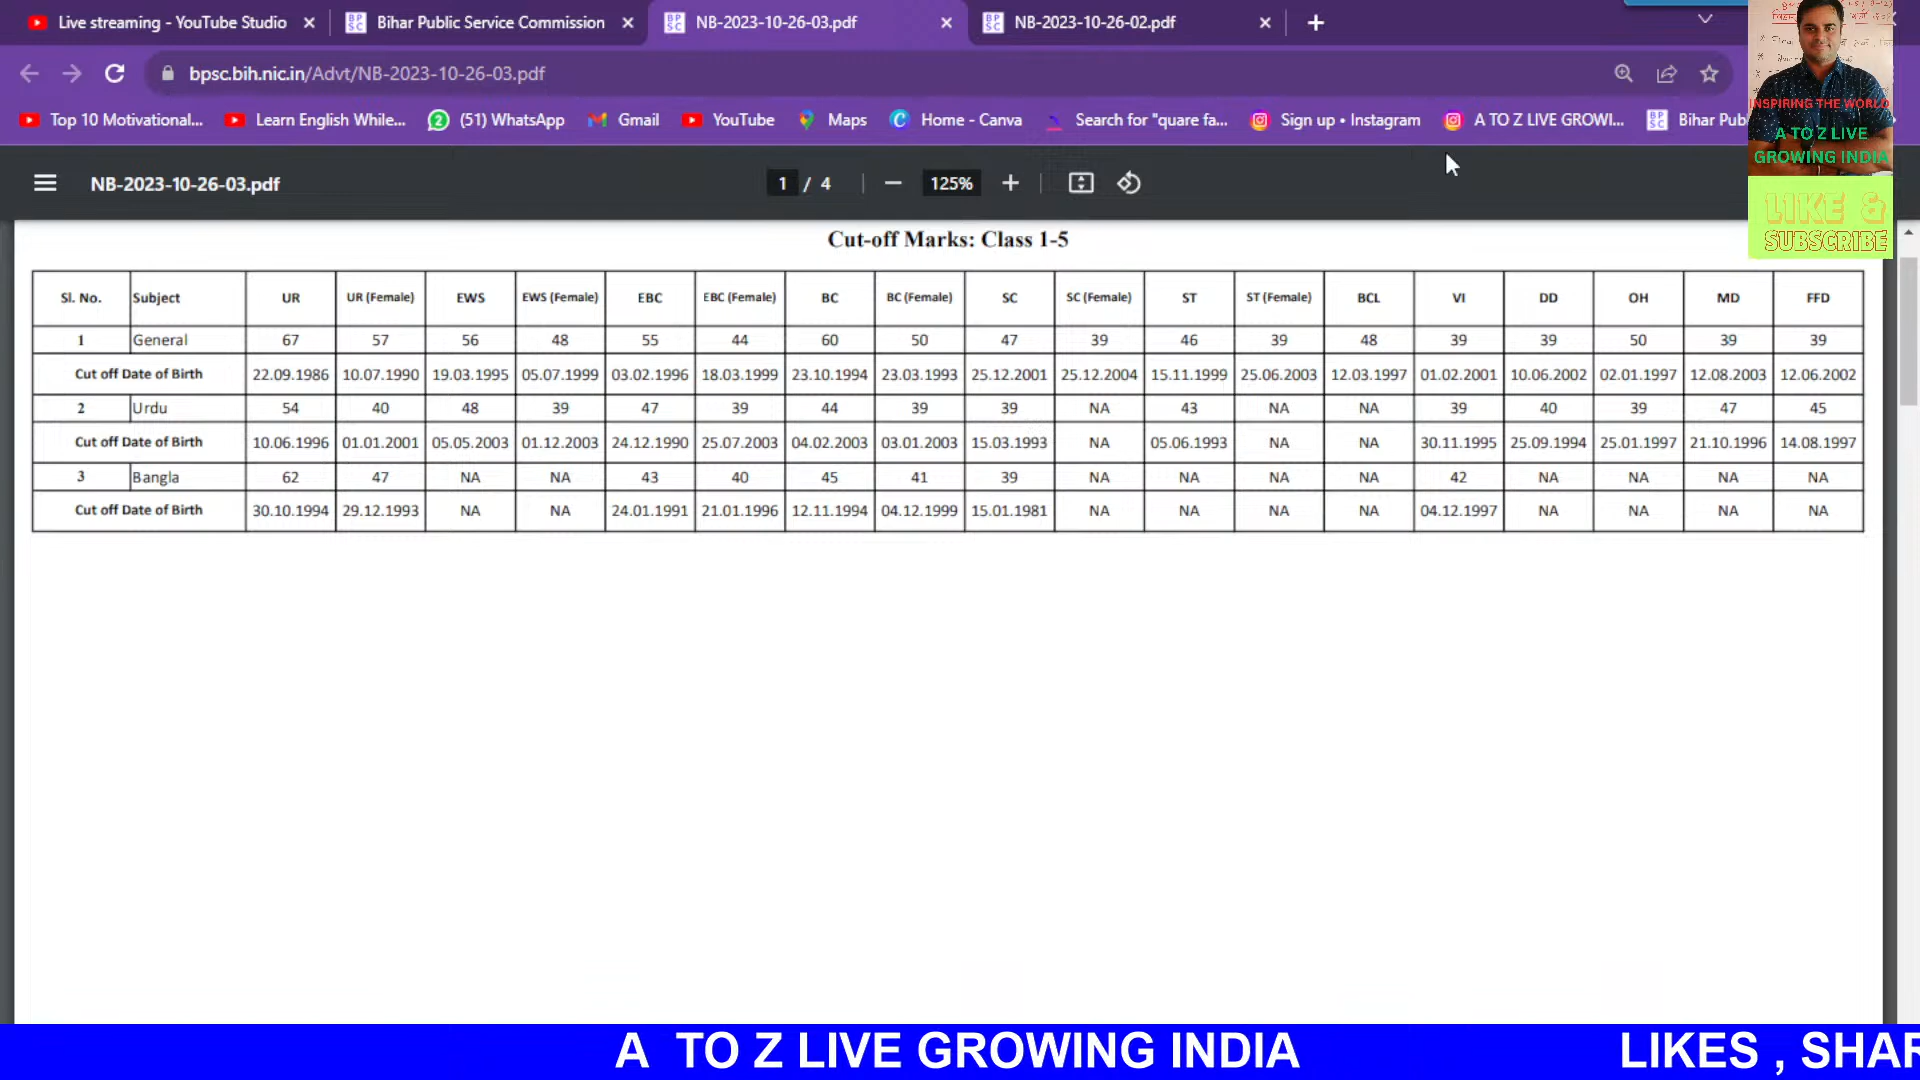 Live streaming - YouTube Studio
Bihar Public Service Commission
NB-2023-10-26-03.pdf
NB-2023-10-26-02.pdf
bpsc.bih.nic.in/Advt/NB-2023-10-26-03.pdf
Top 10 Motivational... Learn English While... (51) WhatsApp Gmail YouTube Maps Home - Canva Search for "quare fa... Sign up • Instagram A TO Z LIVE GROWI... Bihar Pub
INSPIRING THE WORLD
A TO Z LIVE
GROWING INDIA
LIKE &
SUBSCRIBE
NB-2023-10-26-03.pdf 1 / 4 125%
Cut-off Marks: Class 1-5
Sl. No. Subject UR UR (Female) EWS EWS (Female) EBC EBC (Female) BC BC (Female) SC SC (Female) ST ST (Female) BCL VI DD OH MD FFD
1 General 67 57 56 48 55 44 60 50 47 39 46 39 48 39 39 50 39 39
Cut off Date of Birth 22.09.1986 10.07.1990 19.03.1995 05.07.1999 03.02.1996 18.03.1999 23.10.1994 23.03.1993 25.12.2001 25.12.2004 15.11.1999 25.06.2003 12.03.1997 01.02.2001 10.06.2002 02.01.1997 12.08.2003 12.06.2002
2 Urdu 54 40 48 39 47 39 44 39 39 NA 43 NA NA 39 40 39 47 45
Cut off Date of Birth 10.06.1996 01.01.2001 05.05.2003 01.12.2003 24.12.1990 25.07.2003 04.02.2003 03.01.2003 15.03.1993 NA 05.06.1993 NA NA 30.11.1995 25.09.1994 25.01.1997 21.10.1996 14.08.1997
3 Bangla 62 47 NA NA 43 40 45 41 39 NA NA NA NA 42 NA NA NA NA
Cut off Date of Birth 30.10.1994 29.12.1993 NA NA 24.01.1991 21.01.1996 12.11.1994 04.12.1999 15.01.1981 NA NA NA NA 04.12.1997 NA NA NA NA
A TO Z LIVE GROWING INDIA LIKES , SHAR